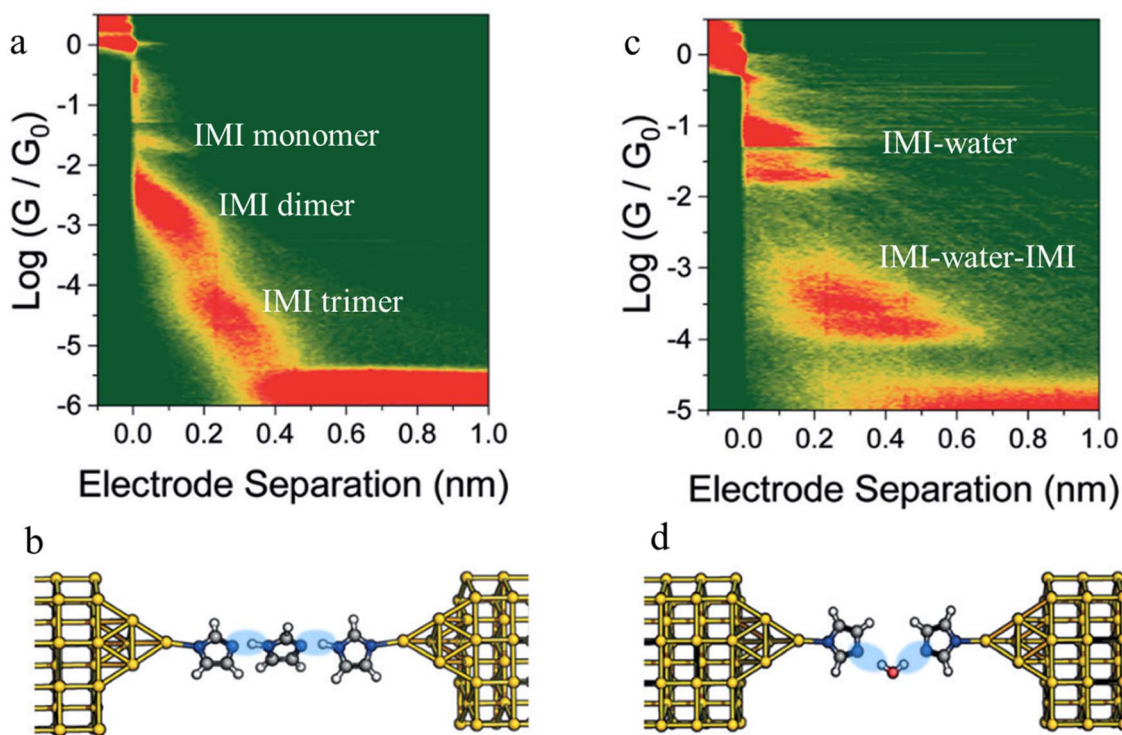 a
0
-1
-2
-3
-4
-5
-6
Log (G / G₀)
IMI monomer
IMI dimer
IMI trimer
0.0 0.2 0.4 0.6 0.8 1.0
Electrode Separation (nm)
c
0
-1
-2
-3
-4
-5
Log (G / G₀)
IMI-water
IMI-water-IMI
0.0 0.2 0.4 0.6 0.8 1.0
Electrode Separation (nm)
b
d